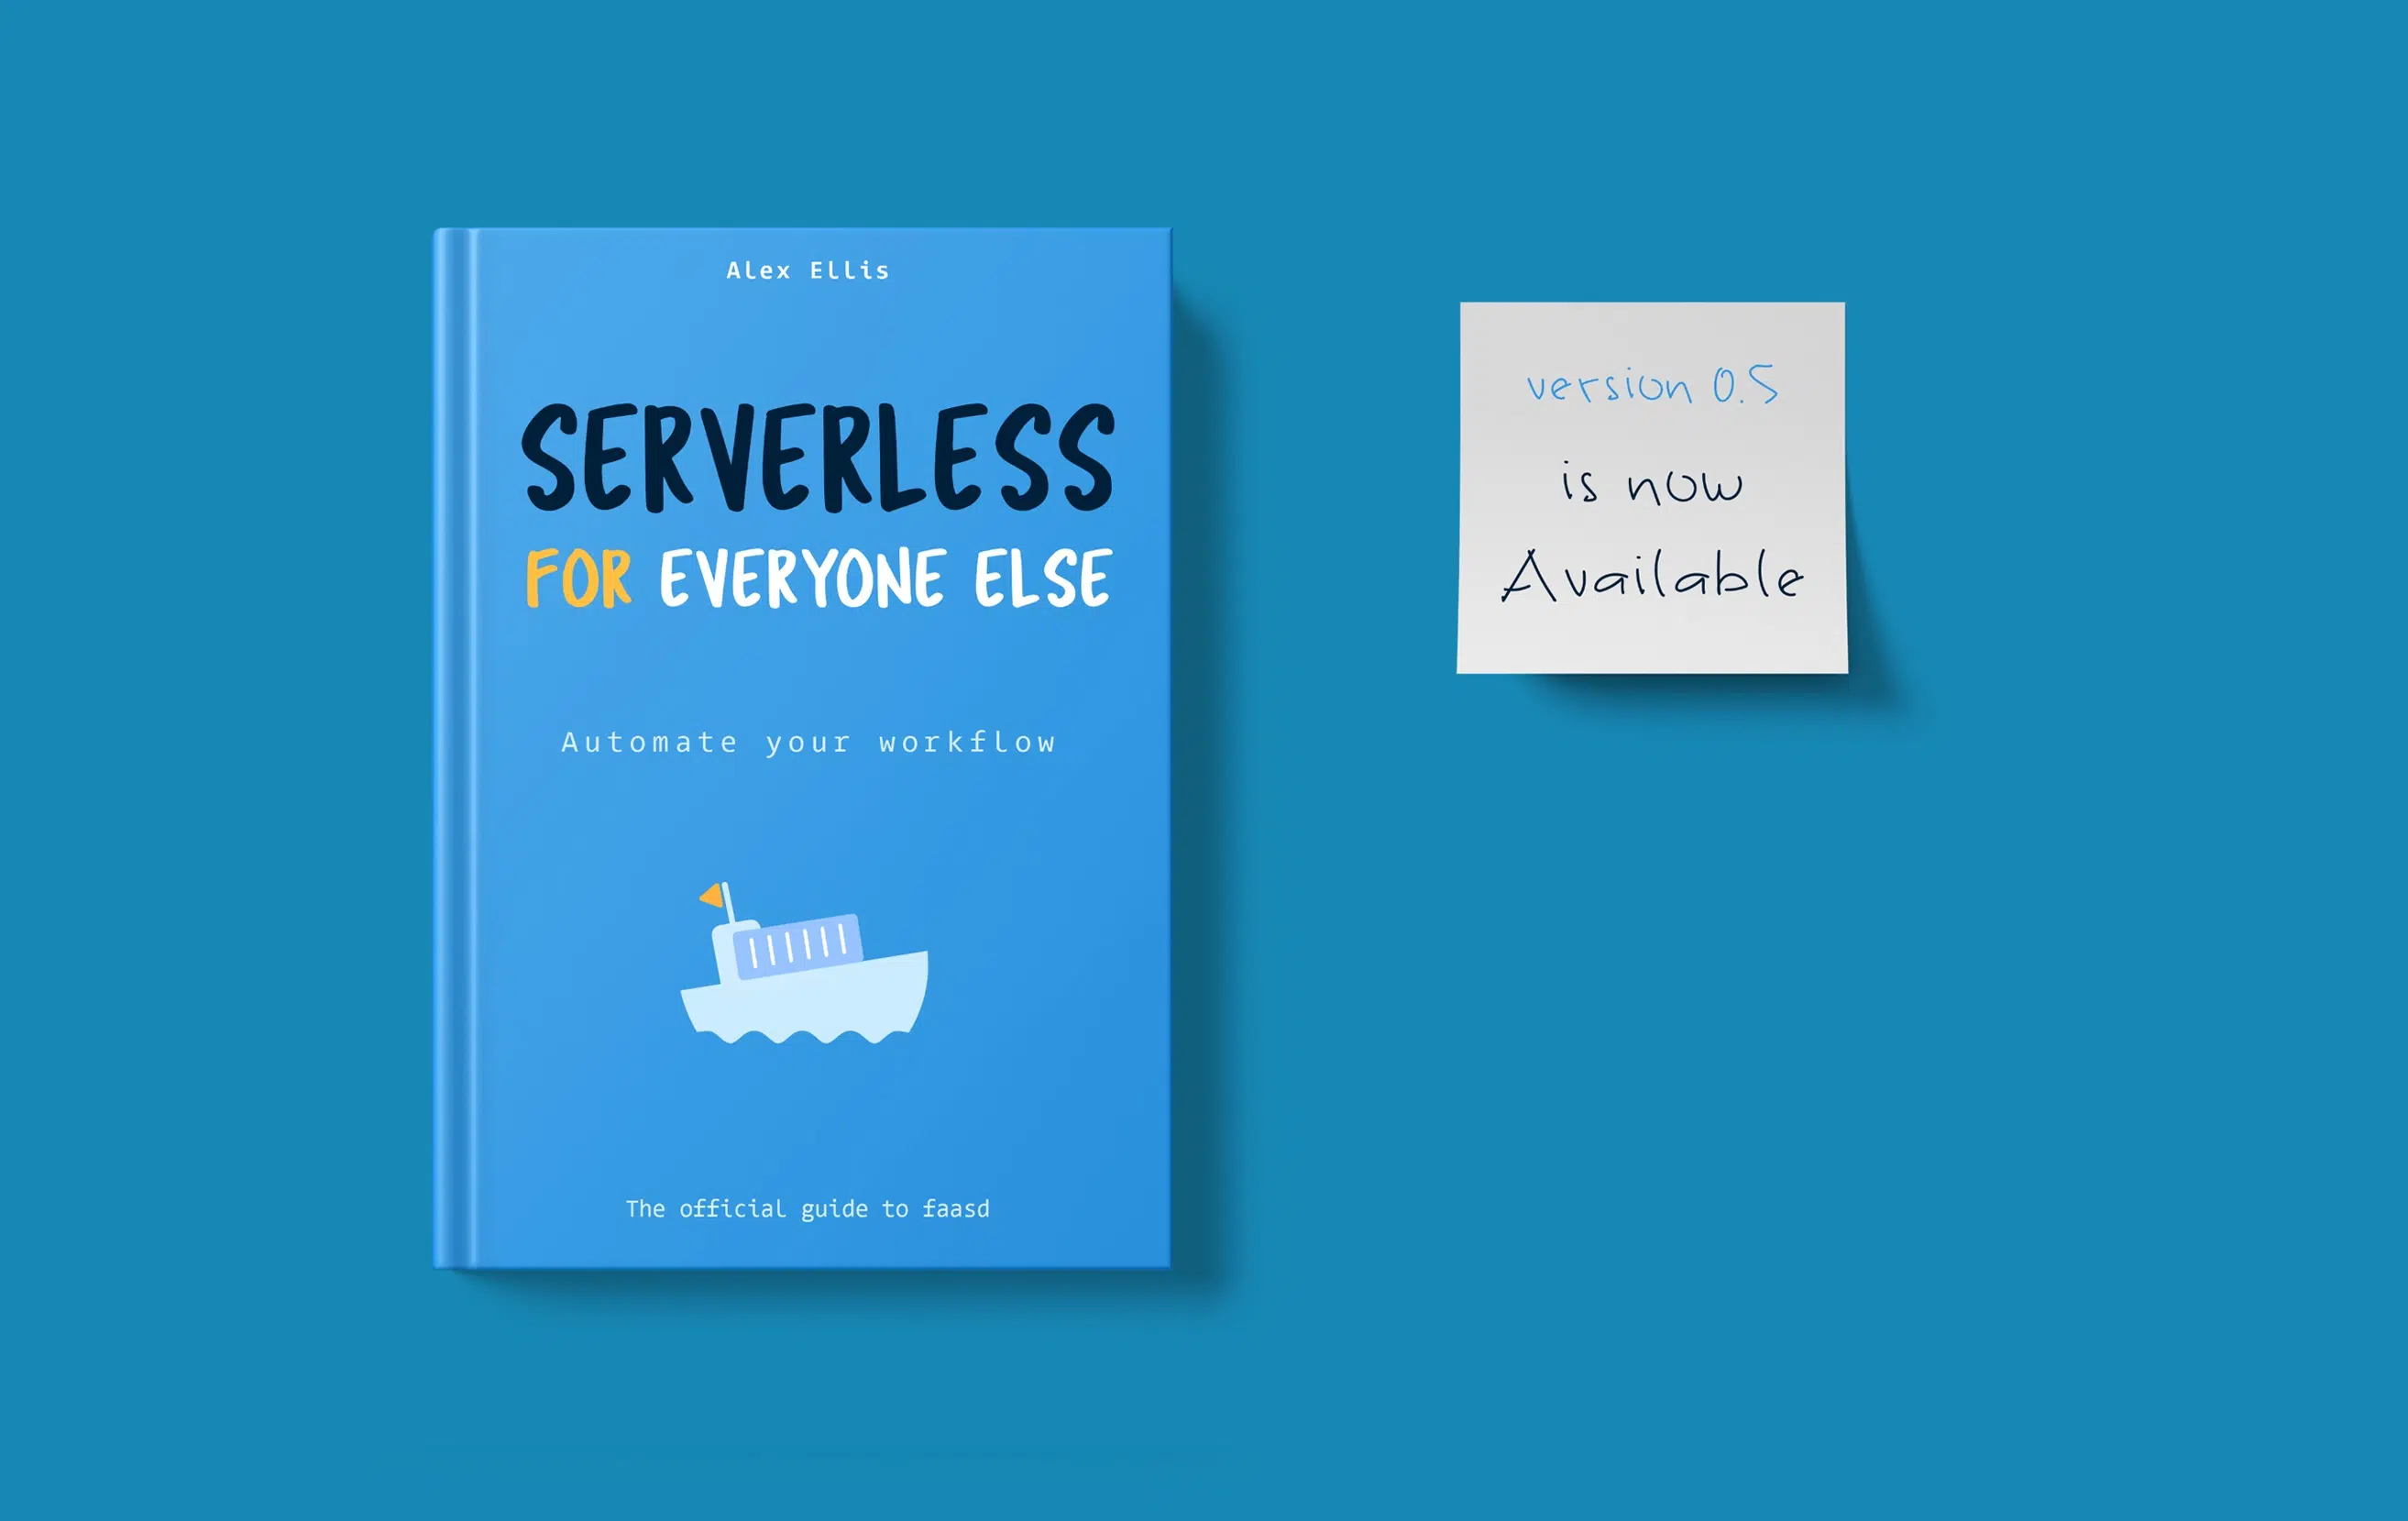 Alex Ellis
SERVERLESS
FOR EVERYONE ELSE
Automate your workflow
The official guide to faasd
version 0.5
is now
Available